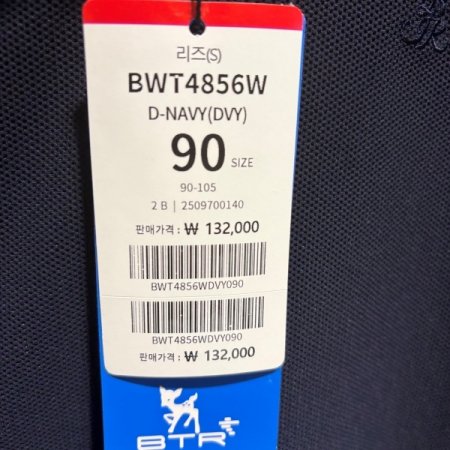 리즈(S)
BWT4856W
D-NAVY(DVY)
90 SIZE
90-105
2 B | 2509700140
판매가격 : ₩ 132,000
BWT4856WDVY090
BWT4856WDVY090
판매가격 : ₩ 132,000
BTR